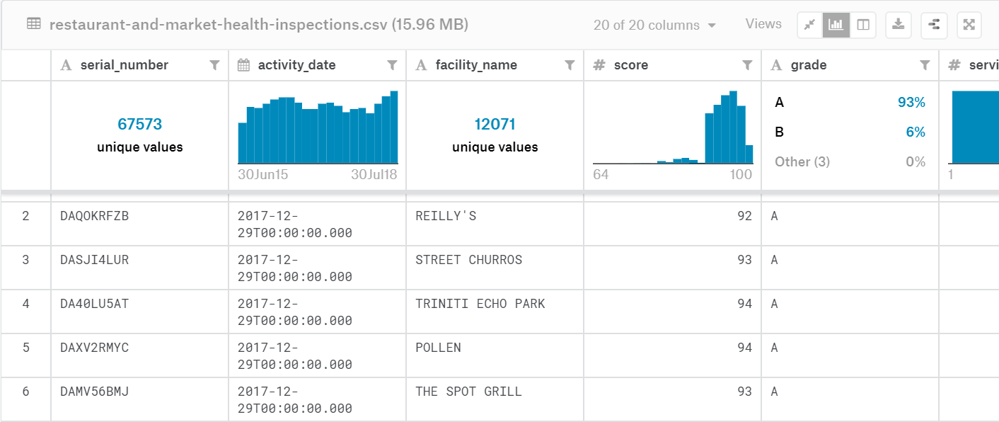 restaurant-and-market-health-inspections.csv (15.96 MB)
20 of 20 columns
Views
A serial_number
activity_date
A facility_name
# score
A grade
# servi
67573
unique values
30Jun15 30Jul18
12071
unique values
64 100
A 93%
B 6%
Other (3) 0%
1
2 DAQOKRFZB 2017-12-29T00:00:00.000 REILLY'S 92 A
3 DASJI4LUR 2017-12-29T00:00:00.000 STREET CHURROS 93 A
4 DA40LU5AT 2017-12-29T00:00:00.000 TRINITI ECHO PARK 94 A
5 DAXV2RMYC 2017-12-29T00:00:00.000 POLLEN 94 A
6 DAMV56BMJ 2017-12-29T00:00:00.000 THE SPOT GRILL 93 A